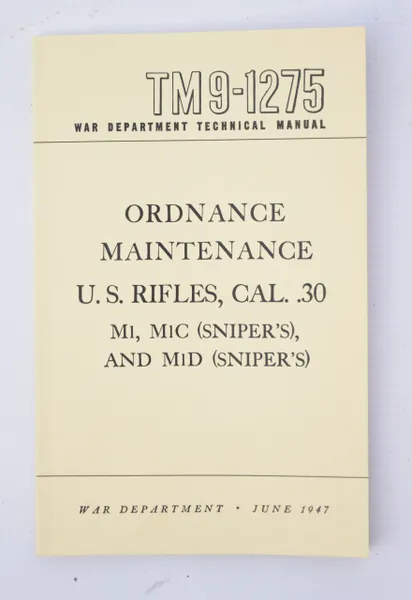 TM9-1275
WAR DEPARTMENT TECHNICAL MANUAL
ORDNANCE
MAINTENANCE
U. S. RIFLES, CAL. .30
M1, M1C (SNIPER'S),
AND M1D (SNIPER'S)
WAR DEPARTMENT • JUNE 1947